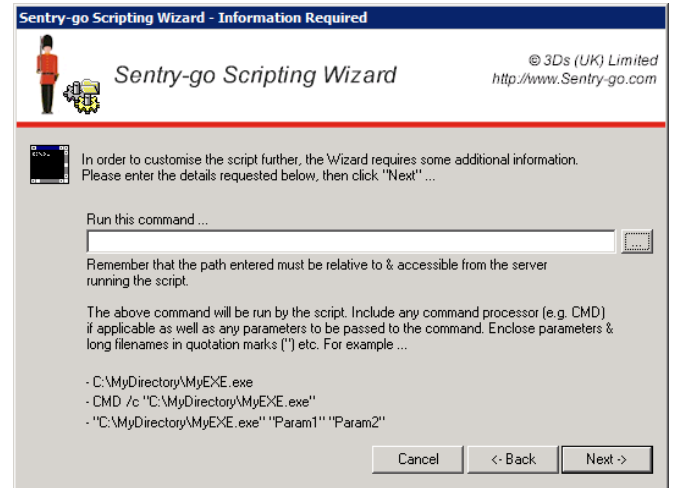 Sentry-go Scripting Wizard - Information Required
Sentry-go Scripting Wizard
© 3Ds (UK) Limited
http://www.Sentry-go.com
In order to customise the script further, the Wizard requires some additional information.
Please enter the details requested below, then click "Next" ...
Run this command ...
...
Remember that the path entered must be relative to & accessible from the server
running the script.
The above command will be run by the script. Include any command processor (e.g. CMD)
if applicable as well as any parameters to be passed to the command. Enclose parameters &
long filenames in quotation marks (") etc. For example ...
- C:\MyDirectory\MyEXE.exe
- CMD /c "C:\MyDirectory\MyEXE.exe"
- "C:\MyDirectory\MyEXE.exe" "Param1" "Param2"
Cancel
<- Back
Next ->